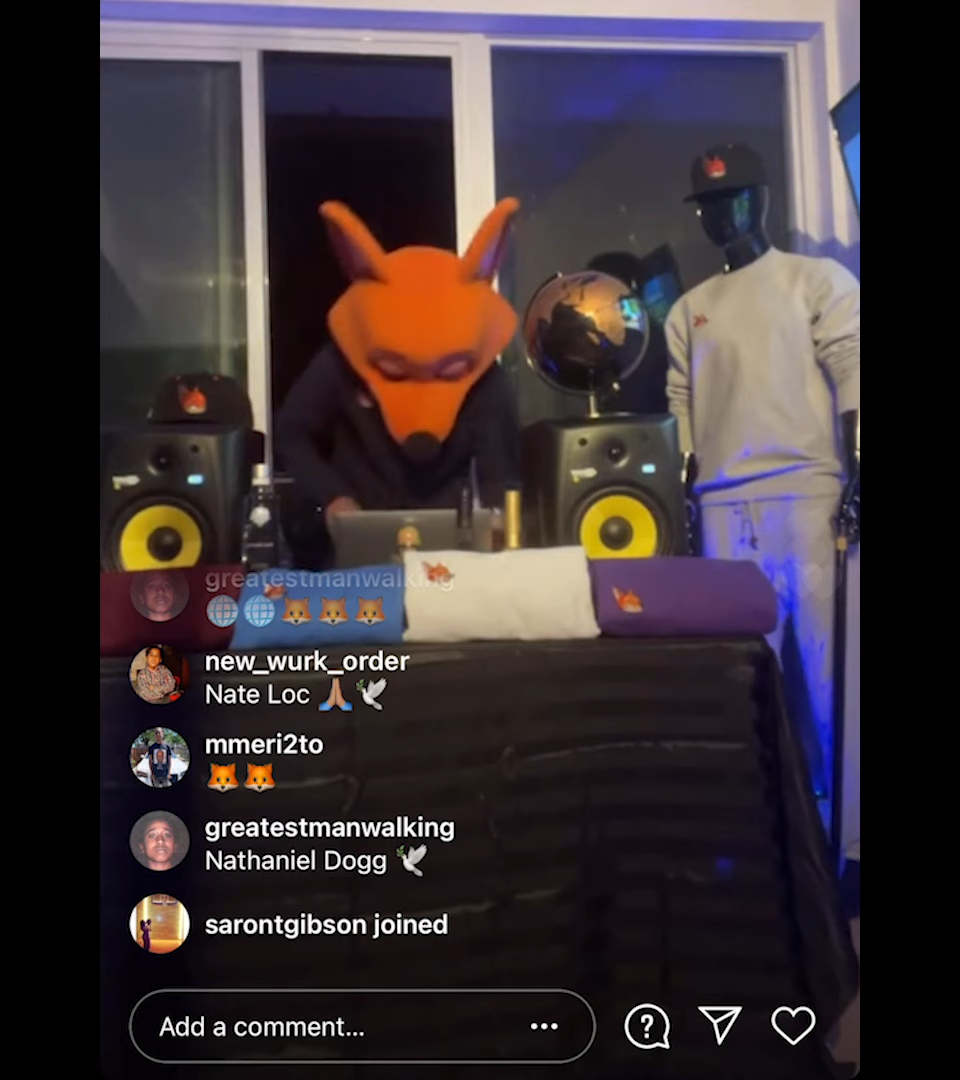 greatestmanwalking
🌐🌐🦊🦊🦊
new_wurk_order
Nate Loc 🙏🏽🕊️
mmeri2to
🦊🦊
greatestmanwalking
Nathaniel Dogg 🕊️
sarontgibson joined
Add a comment...